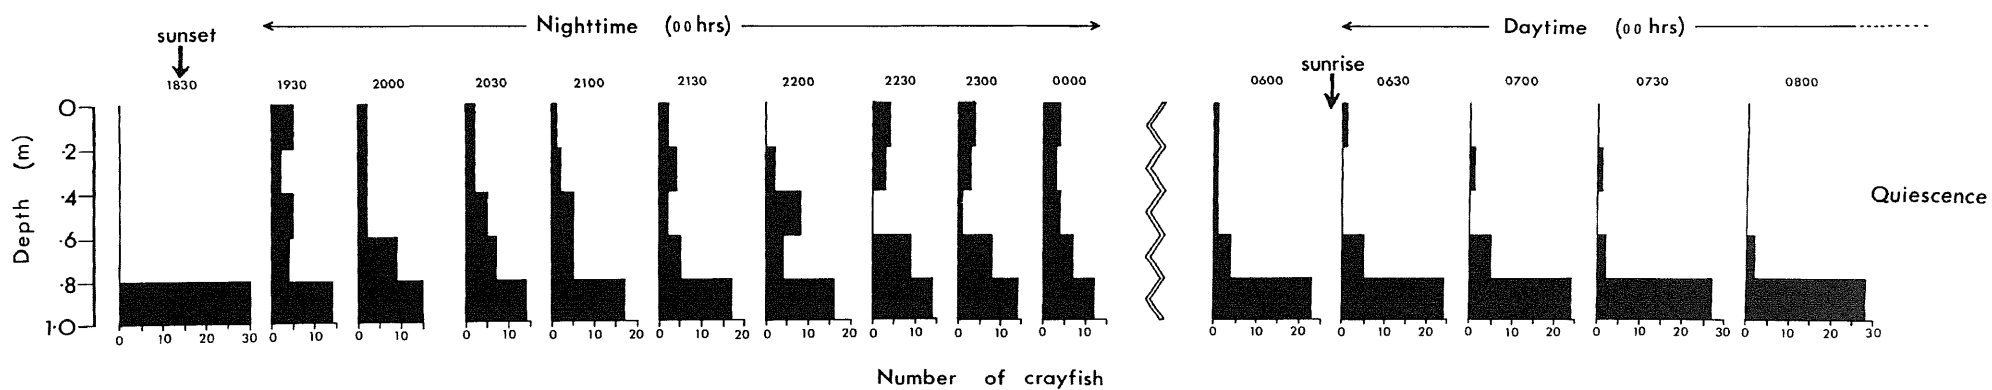 Nighttime (00 hrs)
Daytime (00 hrs)
sunset
sunrise
1830 1930 2000 2030 2100 2130 2200 2230 2300 0000 0600 0630 0700 0730 0800
Depth (m)
0
.2
.4
.6
.8
1.0
Quiescence
0 10 20 30 0 10 0 10 0 10 0 10 20 0 10 20 0 10 20 0 10 0 10 0 10 0 10 20 0 10 20 0 10 20 0 10 20 30 0 10 20 30
Number of crayfish